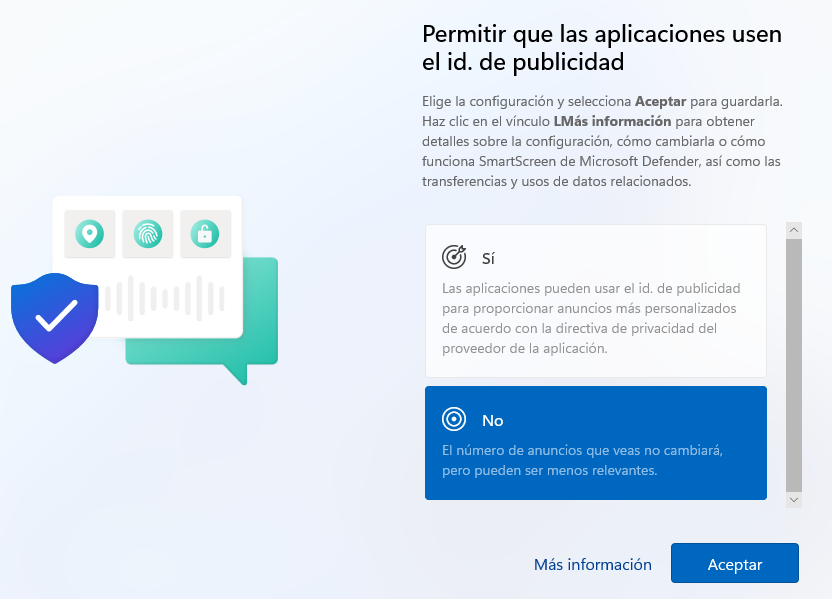 Permitir que las aplicaciones usen
el id. de publicidad
Elige la configuración y selecciona Aceptar para guardarla.
Haz clic en el vínculo LMás información para obtener
detalles sobre la configuración, cómo cambiarla o cómo
funciona SmartScreen de Microsoft Defender, así como las
transferencias y usos de datos relacionados.
Sí
Las aplicaciones pueden usar el id. de publicidad
para proporcionar anuncios más personalizados
de acuerdo con la directiva de privacidad del
proveedor de la aplicación.
No
El número de anuncios que veas no cambiará,
pero pueden ser menos relevantes.
Más información
Aceptar